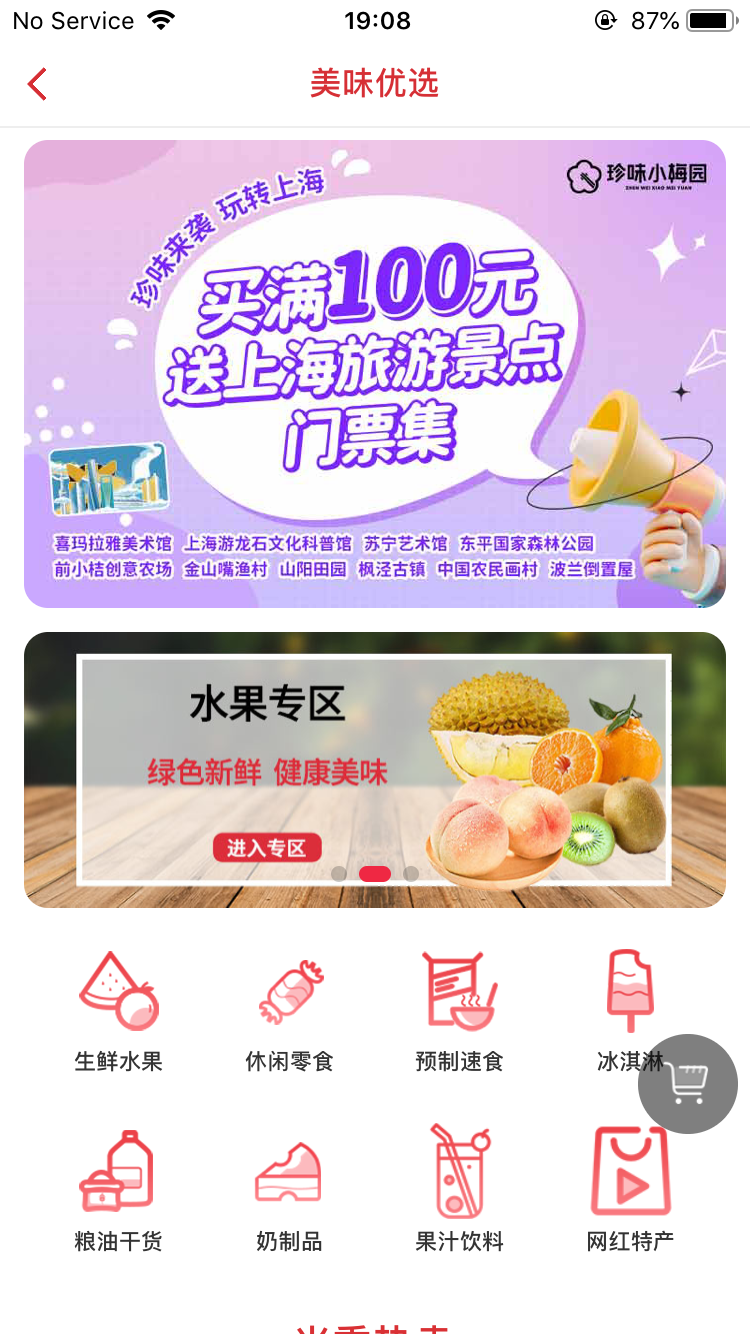 No Service
19:08
87%
美味优选
珍味小梅园
ZHEN WEI XIAO MEI YUAN
珍味来袭 玩转上海
买满100元
送上海旅游景点
门票集
喜玛拉雅美术馆 上海游龙石文化科普馆 苏宁艺术馆 东平国家森林公园
前小桔创意农场 金山嘴渔村 山阳田园 枫泾古镇 中国农民画村 波兰倒置屋
水果专区
绿色新鲜 健康美味
进入专区
生鲜水果
休闲零食
预制速食
冰淇淋
粮油干货
奶制品
果汁饮料
网红特产